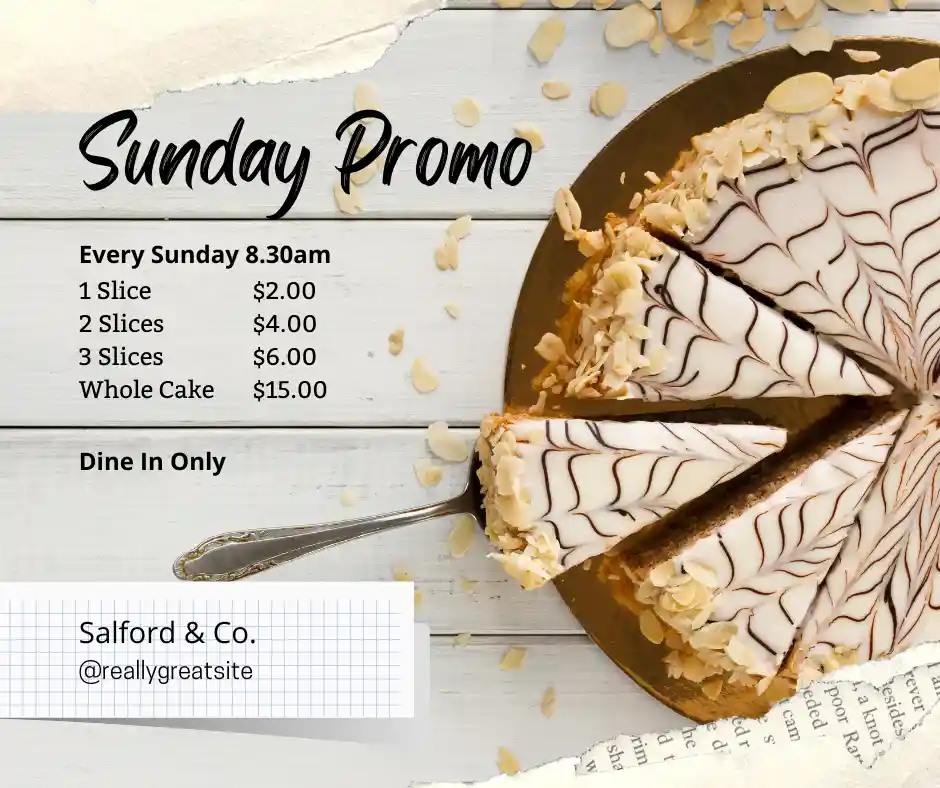 Sunday Promo
Every Sunday 8.30am
1 Slice $2.00
2 Slices $4.00
3 Slices $6.00
Whole Cake $15.00
Dine In Only
Salford & Co.
@reallygreatsite